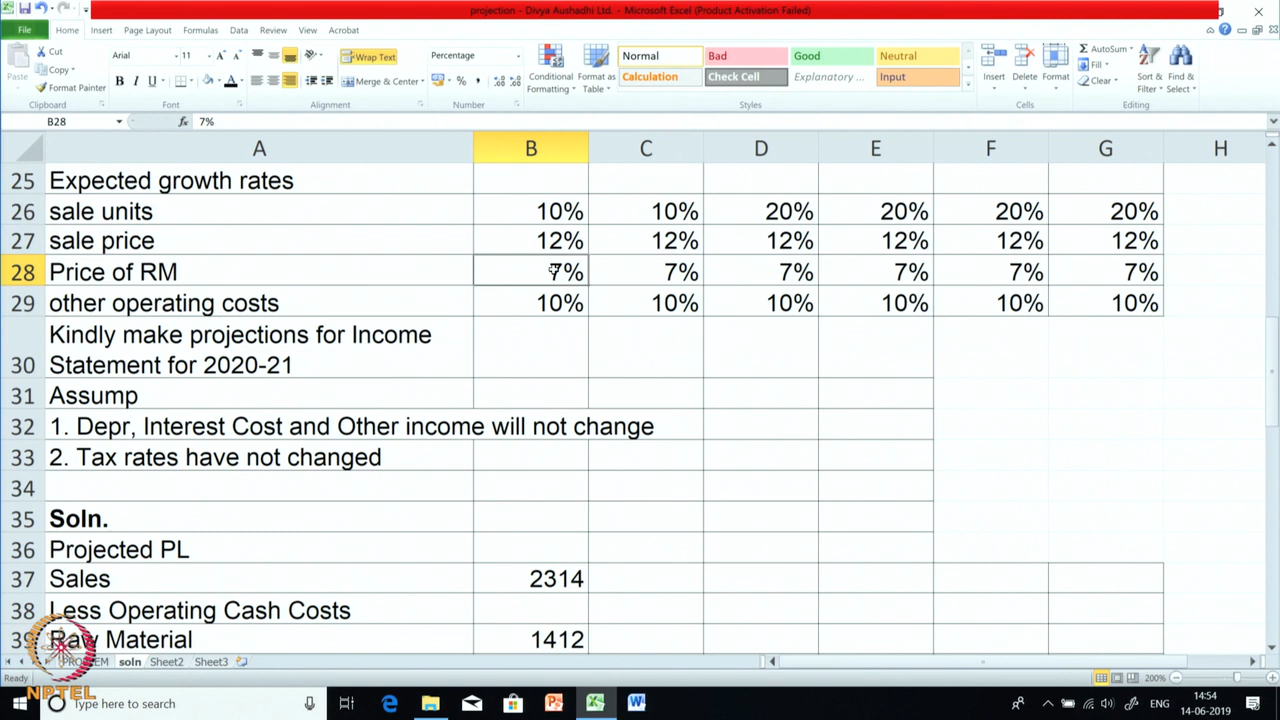 projection - Divya Aushadhi Ltd. - Microsoft Excel (Product Activation Failed)
File Home Insert Page Layout Formulas Data Review View Acrobat
Cut Arial 11 Wrap Text Percentage Normal Bad Good Neutral AutoSum
Paste Copy Conditional Format as Insert Delete Format Fill Sort & Find &
Format Painter B I U Merge & Center % , Formatting Table Calculation Check Cell Explanatory ... Input Clear Filter Select
Clipboard Font Alignment Number Styles Cells Editing
B28 fx 7%
A B C D E F G H
25 Expected growth rates
26 sale units 10% 10% 20% 20% 20% 20%
27 sale price 12% 12% 12% 12% 12% 12%
28 Price of RM 7% 7% 7% 7% 7% 7%
29 other operating costs 10% 10% 10% 10% 10% 10%
Kindly make projections for Income
30 Statement for 2020-21
31 Assump
32 1. Depr, Interest Cost and Other income will not change
33 2. Tax rates have not changed
34
35 Soln.
36 Projected PL
37 Sales 2314
38 Less Operating Cash Costs
39 Raw Material 1412
PROBLEM soln Sheet2 Sheet3
Ready 200%
NPTEL
Type here to search ENG 14:54
14-06-2019